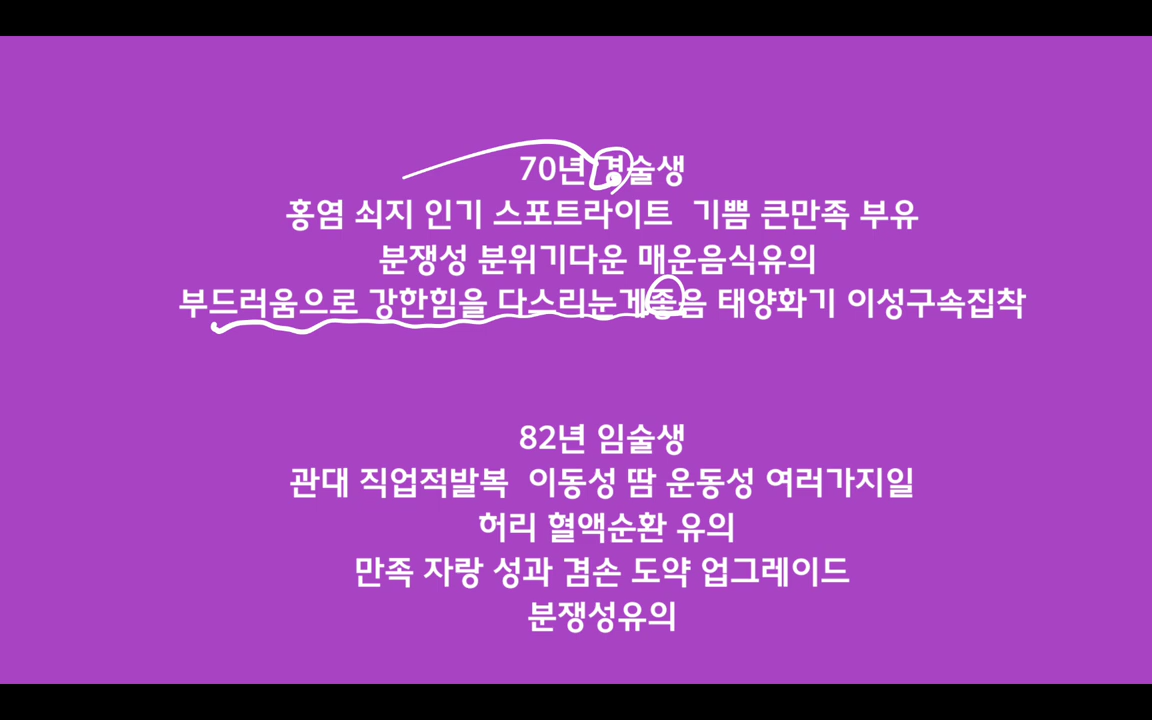 70년 경술생
홍염 쇠지 인기 스포트라이트 기쁨 큰만족 부유
분쟁성 분위기다운 매운음식유의
부드러움으로 강한힘을 다스리눈게좋음 태양화기 이성구속집착
82년 임술생
관대 직업적발복 이동성 땀 운동성 여러가지일
허리 혈액순환 유의
만족 자랑 성과 겸손 도약 업그레이드
분쟁성유의